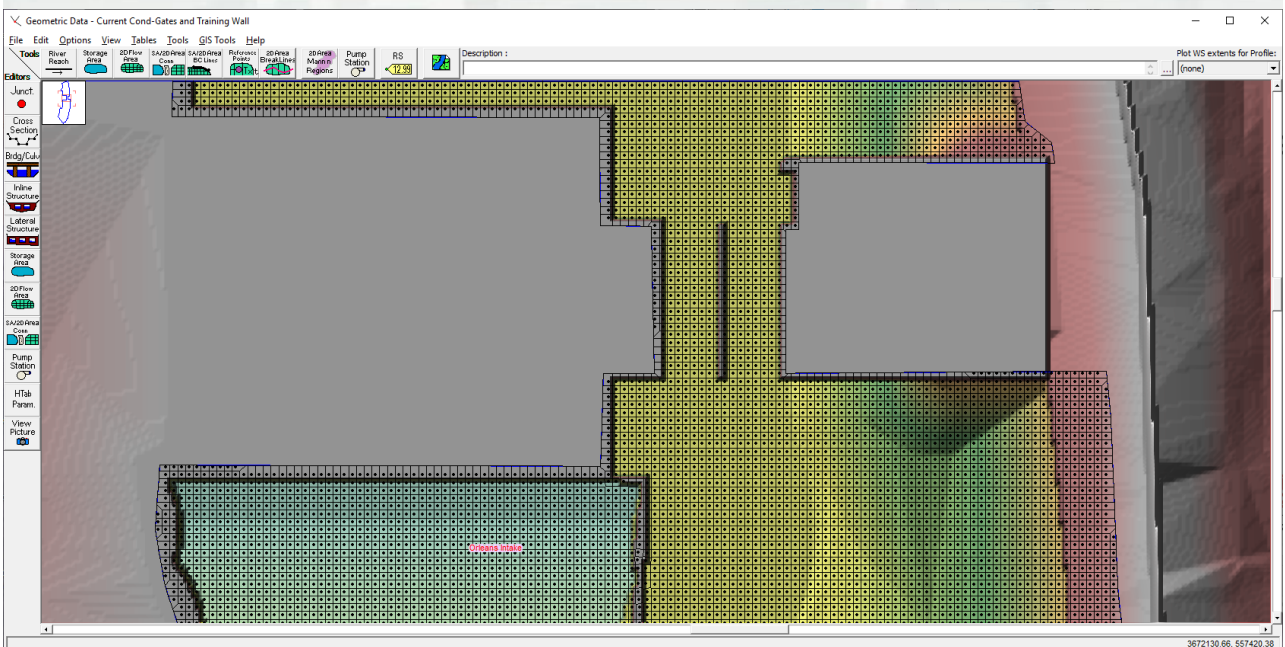 Geometric Data - Current Cond-Gates and Training Wall
File Edit Options View Tables Tools GIS Tools Help
Tools
Editors
River
Reach
Storage
Area
2D Flow
Area
SA/2D Area
Conn
SA/2D Area
BC Lines
Reference
Points
2D Area
BreakLines
2D Area
Mann n
Regions
Pump
Station
RS
12.99
Description :
...
Plot WS extents for Profile:
(none)
Junct.
Cross
Section
Brdg/Culv
Inline
Structure
Lateral
Structure
Storage
Area
2D Flow
Area
SA/2D Area
Conn
Pump
Station
HTab
Param.
View
Picture
Orleans Intake
3672130.66, 557420.38